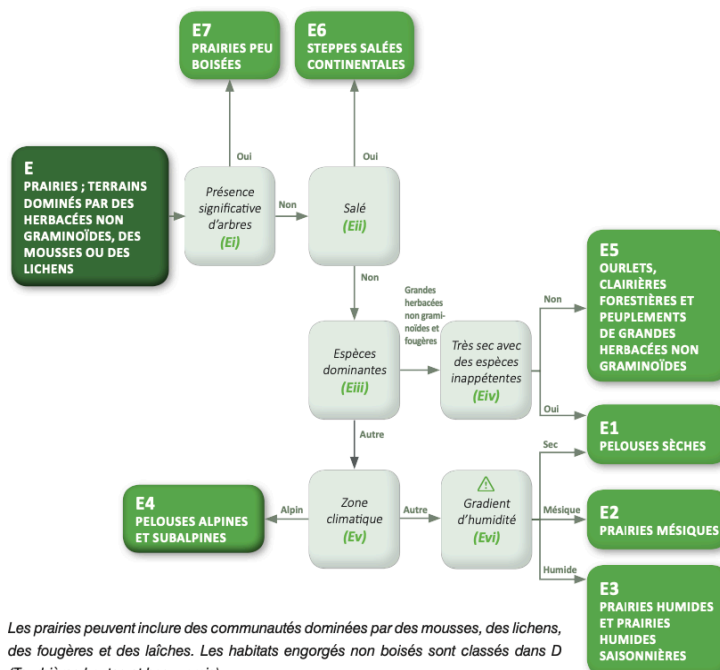 E7
PRAIRIES PEU
BOISÉES
E6
STEPPES SALÉES
CONTINENTALES
Oui
Oui
E
PRAIRIES ; TERRAINS
DOMINÉS PAR DES
HERBACÉES NON
GRAMINOÏDES, DES
MOUSSES OU DES
LICHENS
Présence
significative
d'arbres
(Ei)
Non
Salé
(Eii)
Non
Espèces
dominantes
(Eiii)
Grandes
herbacées
non grami-
noïdes et
fougères
Très sec avec
des espèces
inappétentes
(Eiv)
Non
E5
OURLETS,
CLAIRIÈRES
FORESTIÈRES ET
PEUPLEMENTS
DE GRANDES
HERBACÉES NON
GRAMINOÏDES
Oui
E1
PELOUSES SÈCHES
Autre
E4
PELOUSES ALPINES
ET SUBALPINES
Alpin
Zone
climatique
(Ev)
Autre
Gradient
d'humidité
(Evi)
Sec
Mésique
E2
PRAIRIES MÉSIQUES
Humide
E3
PRAIRIES HUMIDES
ET PRAIRIES
HUMIDES
SAISONNIÈRES
Les prairies peuvent inclure des communautés dominées par des mousses, des lichens,
des fougères et des laîches. Les habitats engorgés non boisés sont classés dans D